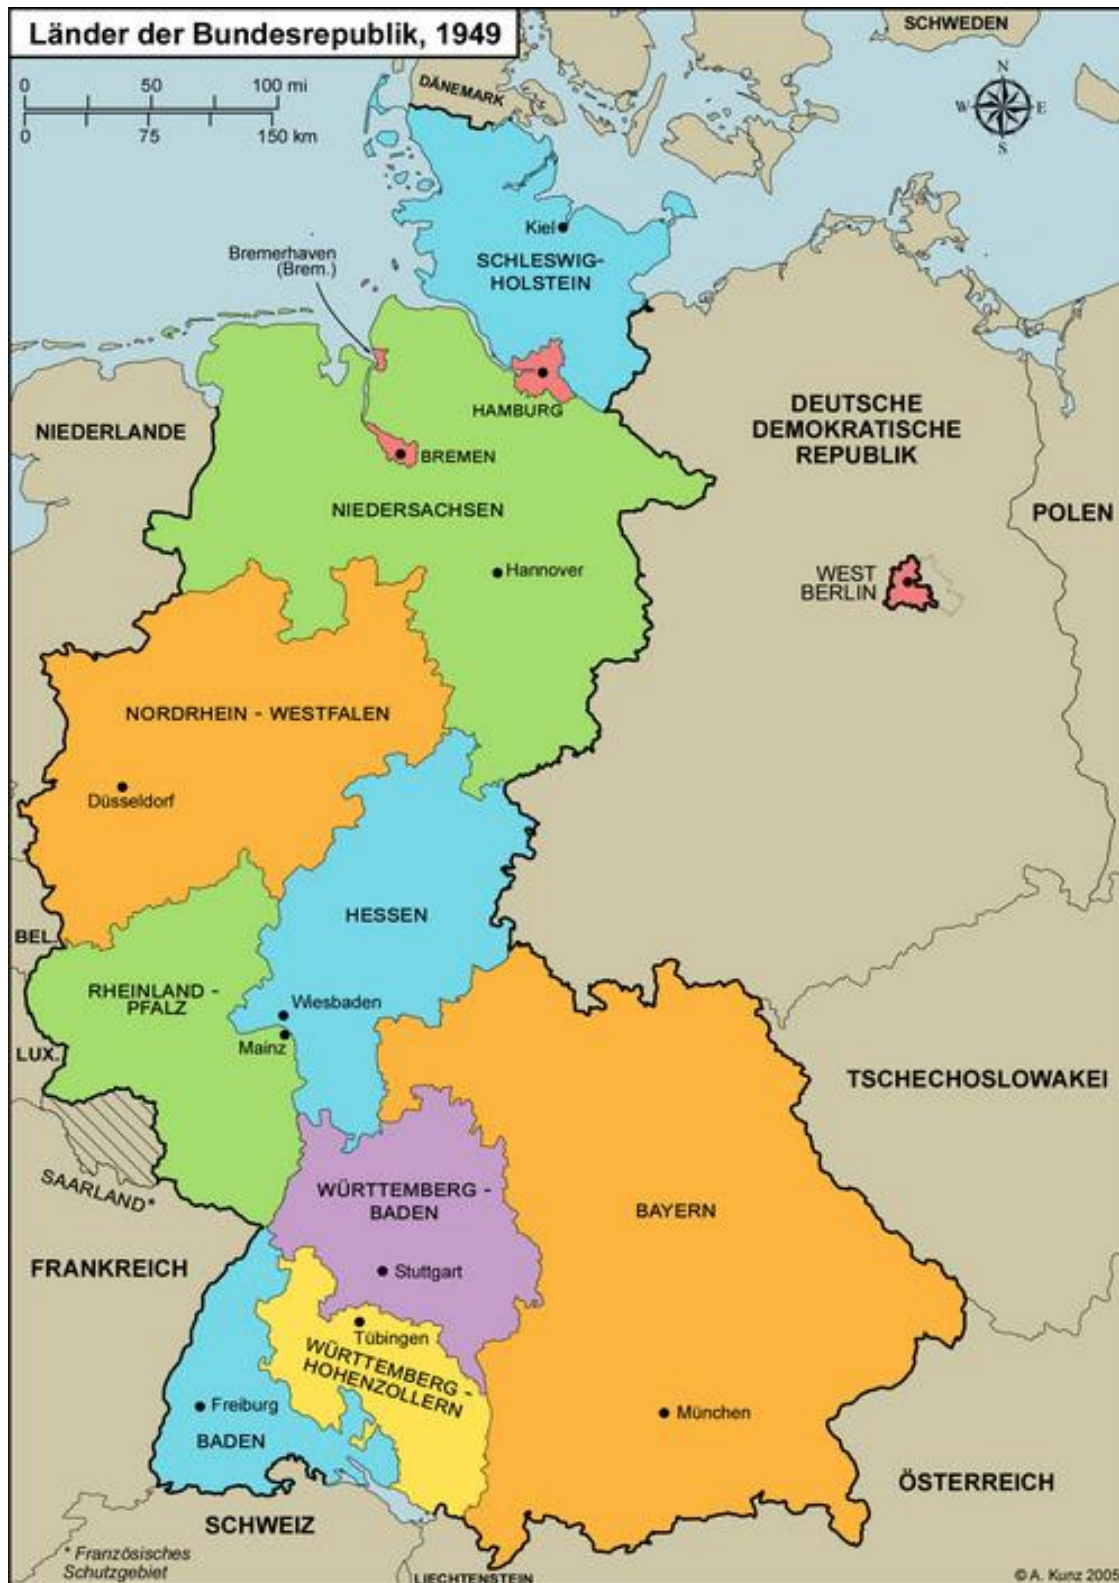 Länder der Bundesrepublik, 1949
0 50 100 mi
0 75 150 km
SCHWEDEN
DÄNEMARK
N
W E
S
Kiel
SCHLESWIG-
HOLSTEIN
Bremerhaven
(Brem.)
HAMBURG
BREMEN
NIEDERLANDE
DEUTSCHE
DEMOKRATISCHE
REPUBLIK
NIEDERSACHSEN
POLEN
Hannover
WEST
BERLIN
NORDRHEIN - WESTFALEN
Düsseldorf
HESSEN
BEL.
RHEINLAND -
PFALZ
Wiesbaden
Mainz
LUX.
TSCHECHOSLOWAKEI
SAARLAND*
WÜRTTEMBERG -
BADEN
BAYERN
FRANKREICH
Stuttgart
Tübingen
WÜRTTEMBERG -
HOHENZOLLERN
Freiburg
München
BADEN
ÖSTERREICH
SCHWEIZ
* Französisches
Schutzgebiet
LIECHTENSTEIN
© A. Kunz 2005